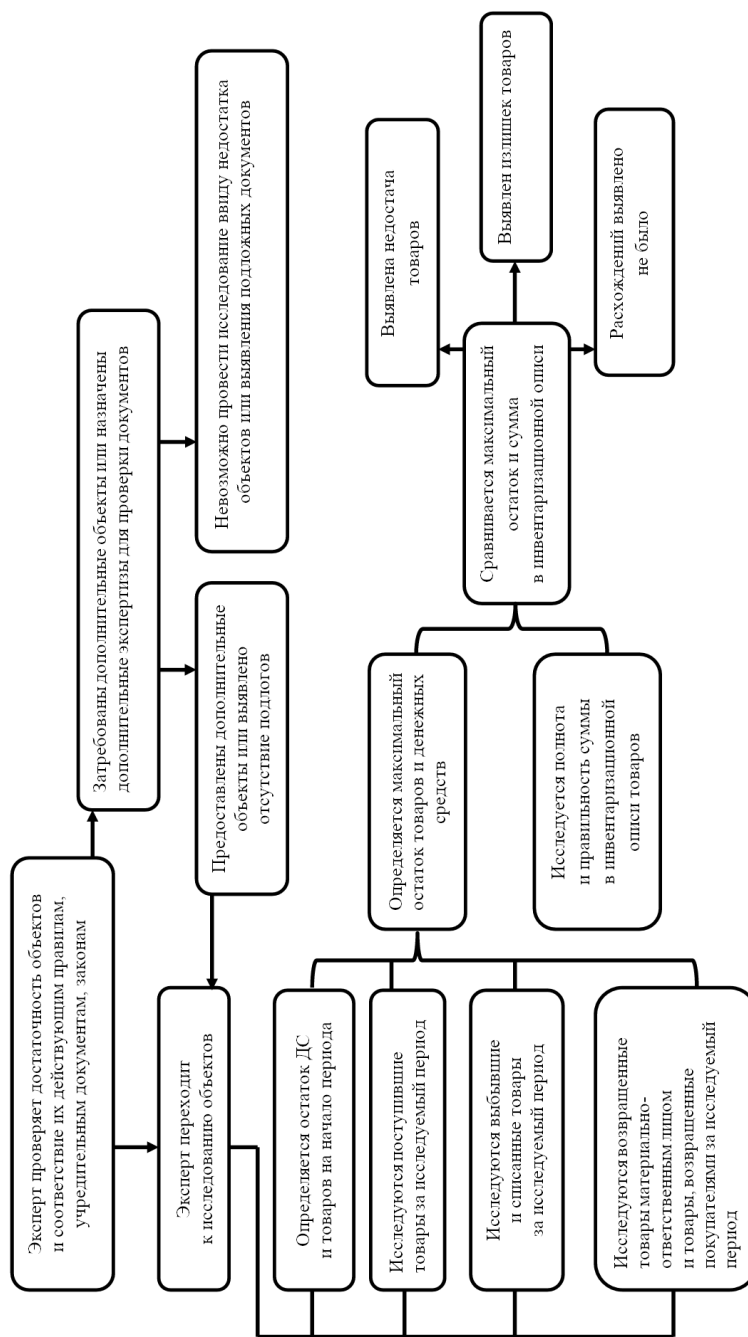 Эксперт проверяет достаточность объектов
и соответствие их действующим правилам,
учредительным документам, законам
Затребованы дополнительные объекты или назначены
дополнительные экспертизы для проверки документов
Эксперт переходит
к исследованию объектов
Предоставлены дополнительные
объекты или выявлено
отсутствие подлогов
Невозможно провести исследование ввиду недостатка
объектов или выявления подложных документов
Определяется остаток ДС
и товаров на начало периода
Исследуются поступившие
товары за исследуемый период
Исследуются выбывшие
и списанные товары
за исследуемый период
Исследуются возвращенные
товары материально-
ответственным лицом
и товары, возвращенные
покупателями за исследуемый
период
Определяется максимальный
остаток товаров и денежных
средств
Исследуется полнота
и правильность суммы
в инвентаризационной
описи товаров
Сравнивается максимальный
остаток и сумма
в инвентаризационной описи
Выявлена недостача
товаров
Выявлен излишек товаров
Расхождений выявлено
не было